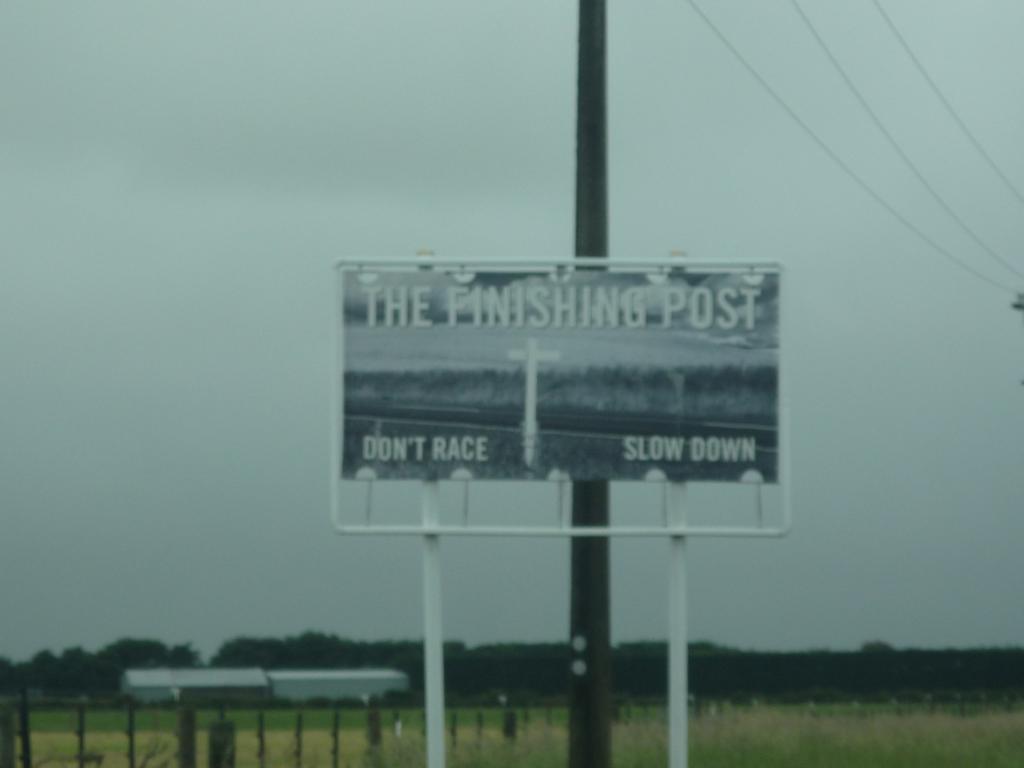 THE FINISHING POST
DON'T RACE
SLOW DOWN